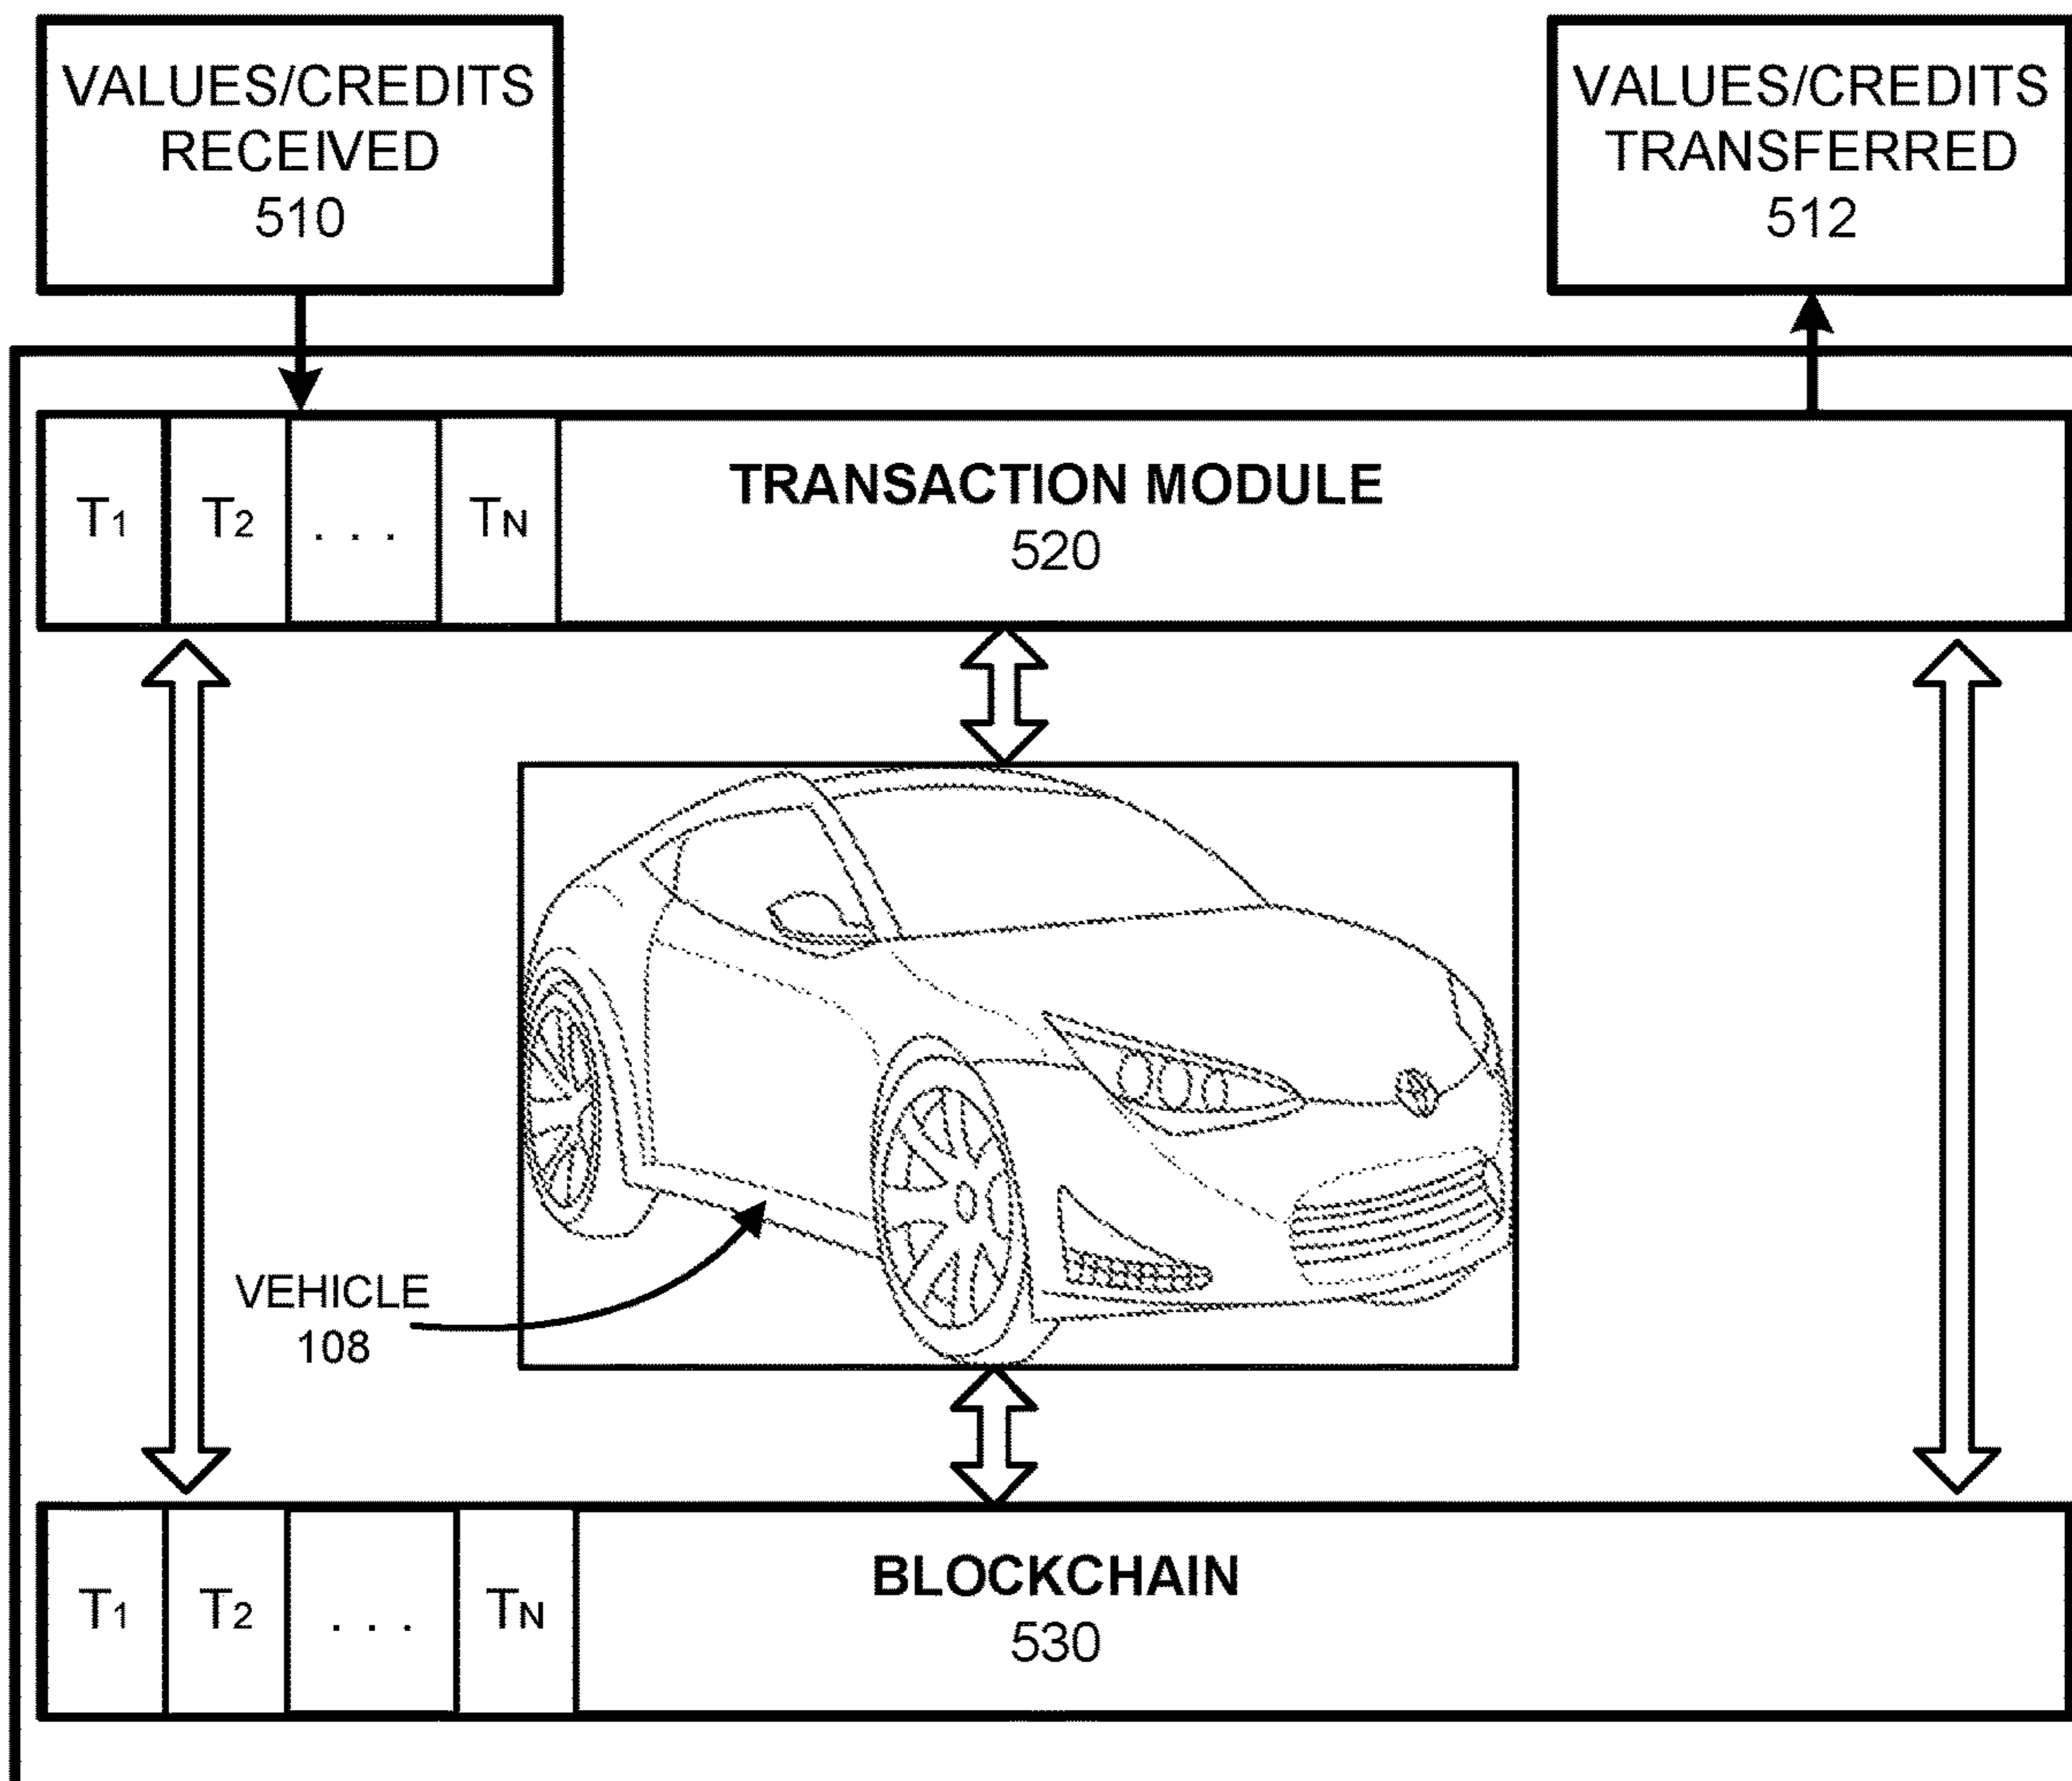 VALUES/CREDITS
RECEIVED
510
VALUES/CREDITS
TRANSFERRED
512
T1 T2 . . . TN
TRANSACTION MODULE
520
VEHICLE
108
T1 T2 . . . TN
BLOCKCHAIN
530